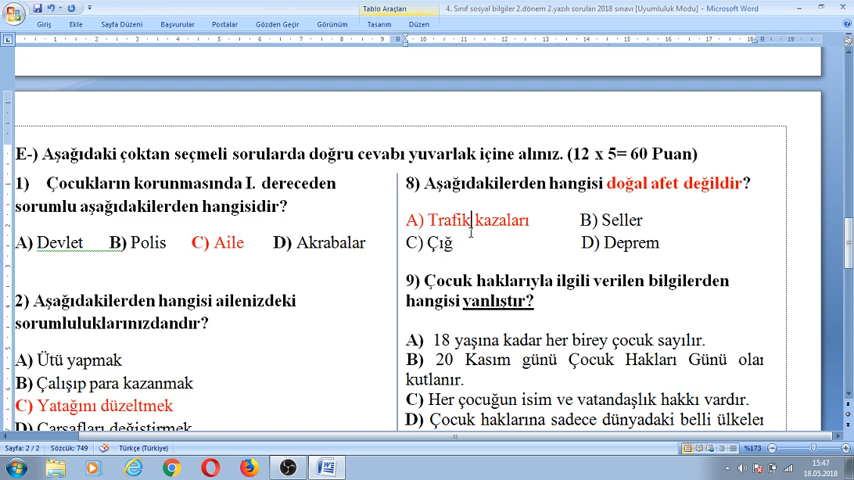 Tablo Araçları
4. Sınıf sosyal bilgiler 2.dönem 2.yazılı soruları 2018 sınavı [Uyumluluk Modu] - Microsoft Word
Giriş Ekle Sayfa Düzeni Başvurular Postalar Gözden Geçir Görünüm Tasarım Düzen
E-) Aşağıdaki çoktan seçmeli sorularda doğru cevabı yuvarlak içine alınız. (12 x 5= 60 Puan)
1) Çocukların korunmasında I. dereceden
sorumlu aşağıdakilerden hangisidir?
A) Devlet B) Polis C) Aile D) Akrabalar
2) Aşağıdakilerden hangisi ailenizdeki
sorumluluklarınızdandır?
A) Ütü yapmak
B) Çalışıp para kazanmak
C) Yatağını düzeltmek
D) Çarşafları değiştirmek
8) Aşağıdakilerden hangisi doğal afet değildir?
A) Trafik kazaları B) Seller
C) Çığ D) Deprem
9) Çocuk haklarıyla ilgili verilen bilgilerden
hangisi yanlıştır?
A) 18 yaşına kadar her birey çocuk sayılır.
B) 20 Kasım günü Çocuk Hakları Günü olar
kutlanır.
C) Her çocuğun isim ve vatandaşlık hakkı vardır.
D) Çocuk haklarına sadece dünyadaki belli ülkeler
Sayfa: 2 / 2 Sözcük: 749 Türkçe (Türkiye) %173
15:47
18.05.2018